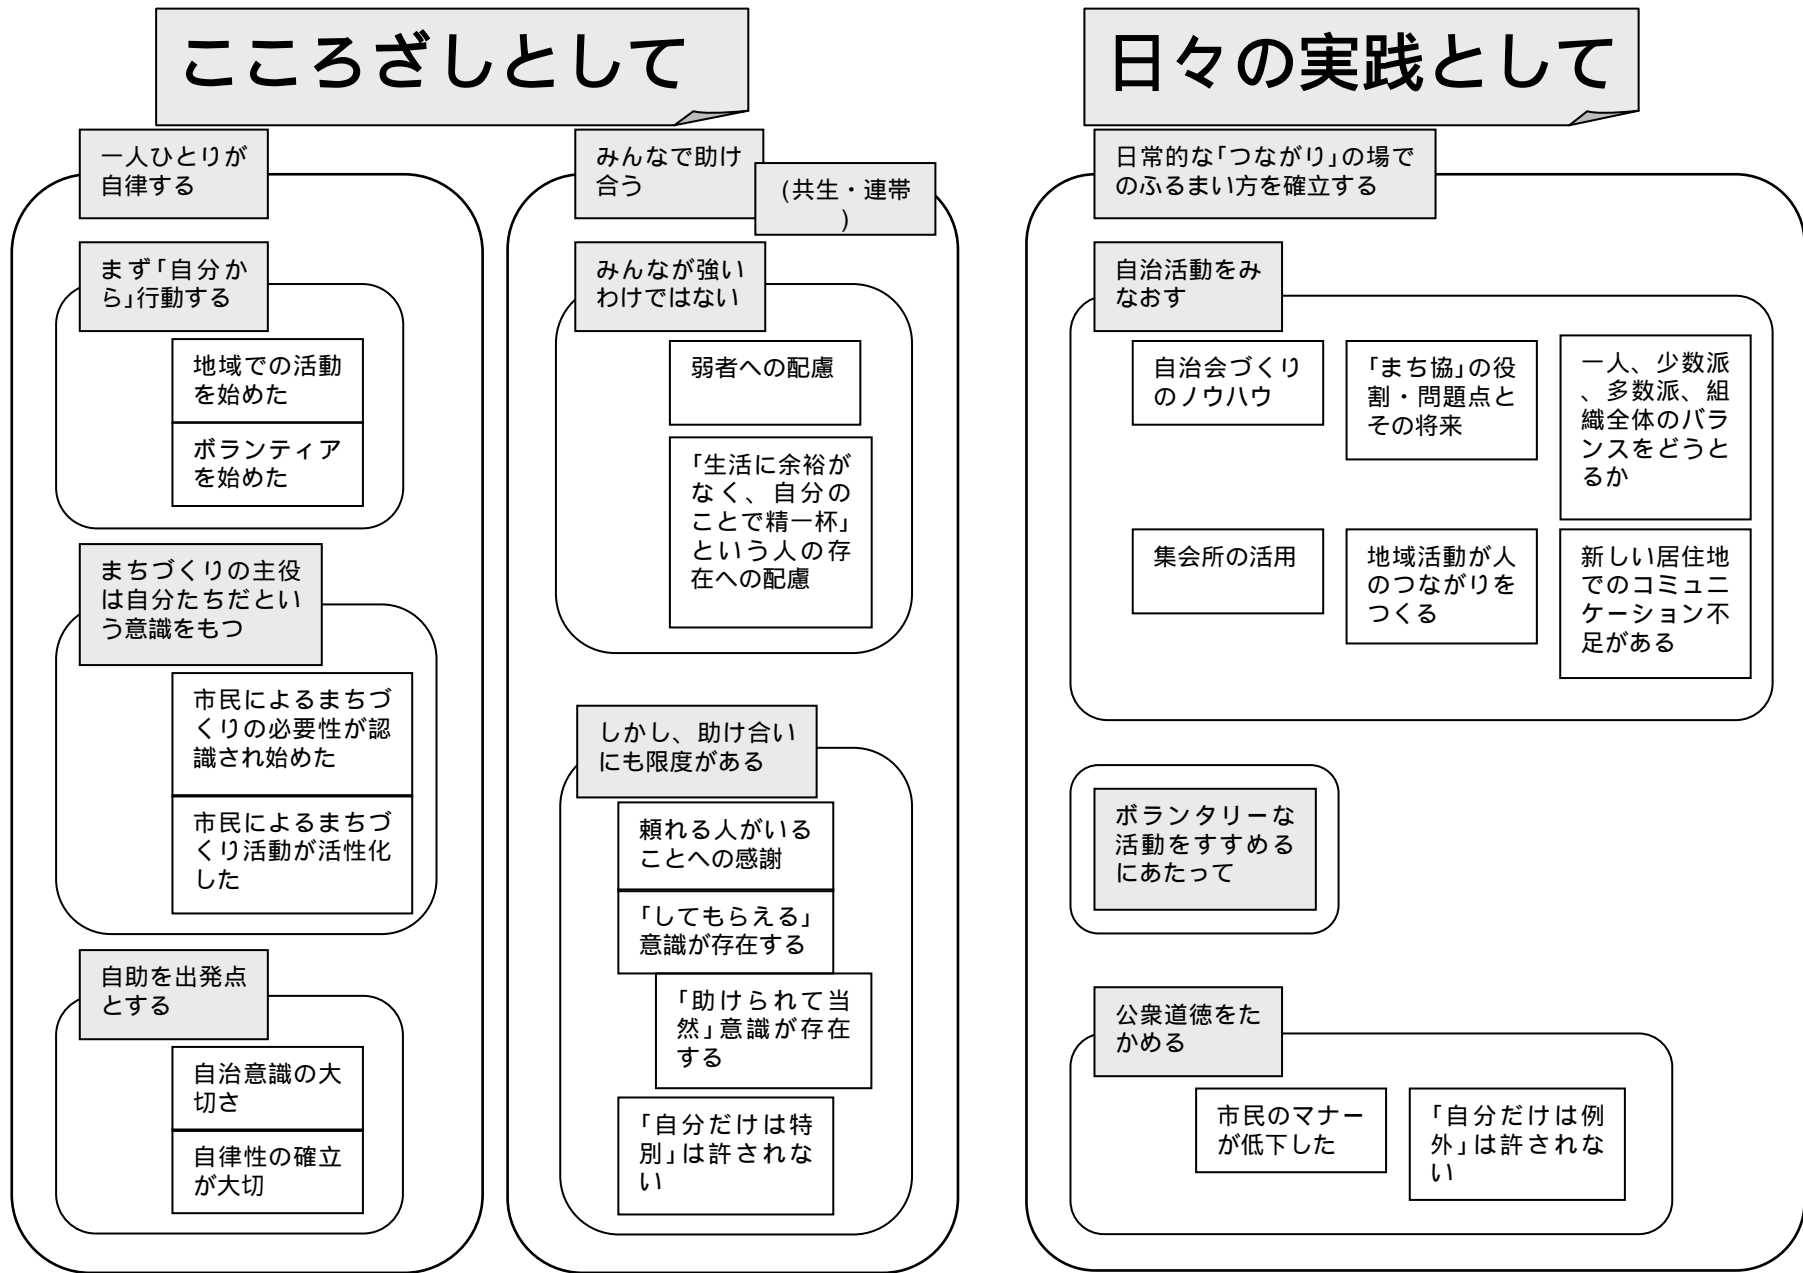 こころざしとして
一人ひとりが
自律する
まず「自分か
ら」行動する
地域での活動
を始めた
ボランティア
を始めた
まちづくりの主役
は自分たちだとい
う意識をもつ
市民によるまちづ
くりの必要性が認
識され始めた
市民によるまちづ
くり活動が活性化
した
自助を出発点
とする
自治意識の大
切さ
自律性の確立
が大切
みんなで助け
合う
(共生・連帯
)
みんなが強い
わけではない
弱者への配慮
「生活に余裕が
なく、自分の
ことで精一杯」
という人の存
在への配慮
しかし、助け合い
にも限度がある
頼れる人がいる
ことへの感謝
「してもらえる」
意識が存在する
「助けられて当
然」意識が存在
する
「自分だけは特
別」は許されな
い
日々の実践として
日常的な「つながり」の場で
のふるまい方を確立する
自治活動をみ
なおす
自治会づくり
のノウハウ
「まち協」の役
割・問題点と
その将来
一人、少数派
、多数派、組
織全体のバラ
ンスをどうと
るか
集会所の活用
地域活動が人
のつながりを
つくる
新しい居住地
でのコミュニ
ケーション不
足がある
ボランタリーな
活動をすすめる
にあたって
公衆道徳をた
かめる
市民のマナー
が低下した
「自分だけは例
外」は許されな
い